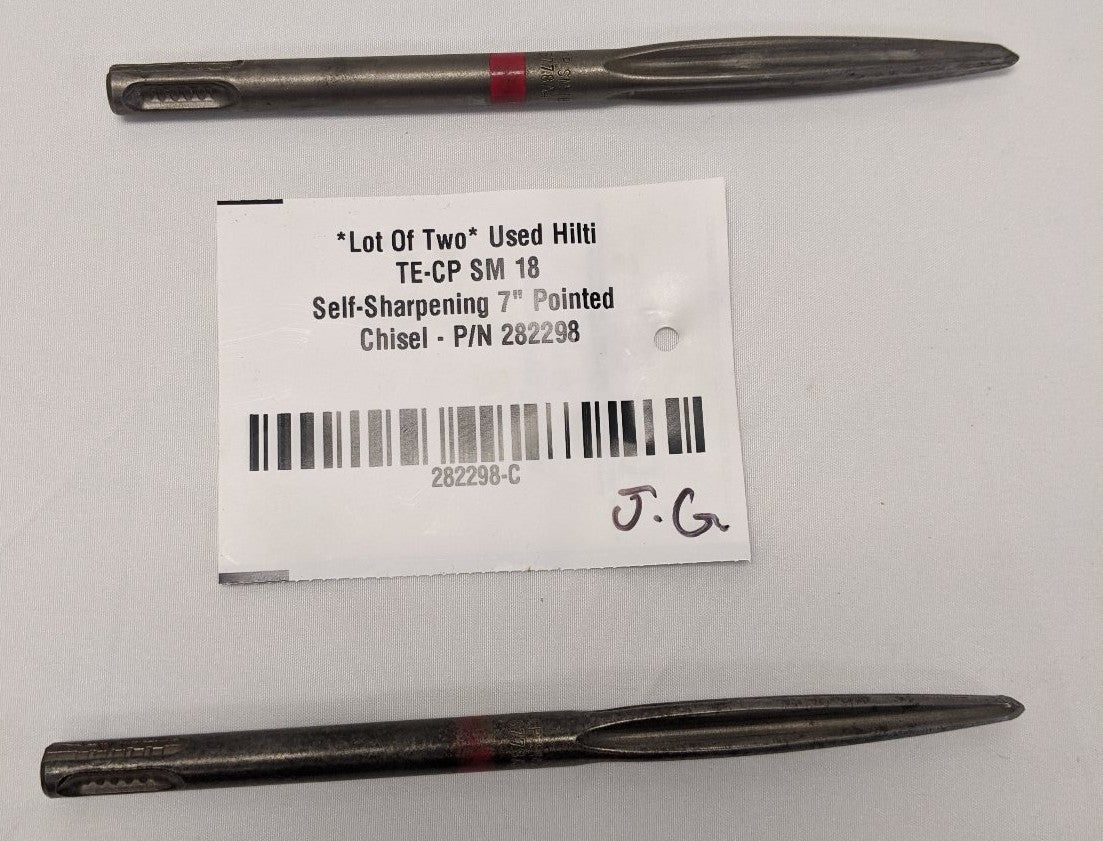 *Lot Of Two* Used Hilti
TE-CP SM 18
Self-Sharpening 7" Pointed
Chisel - P/N 282298
282298-C
J.G